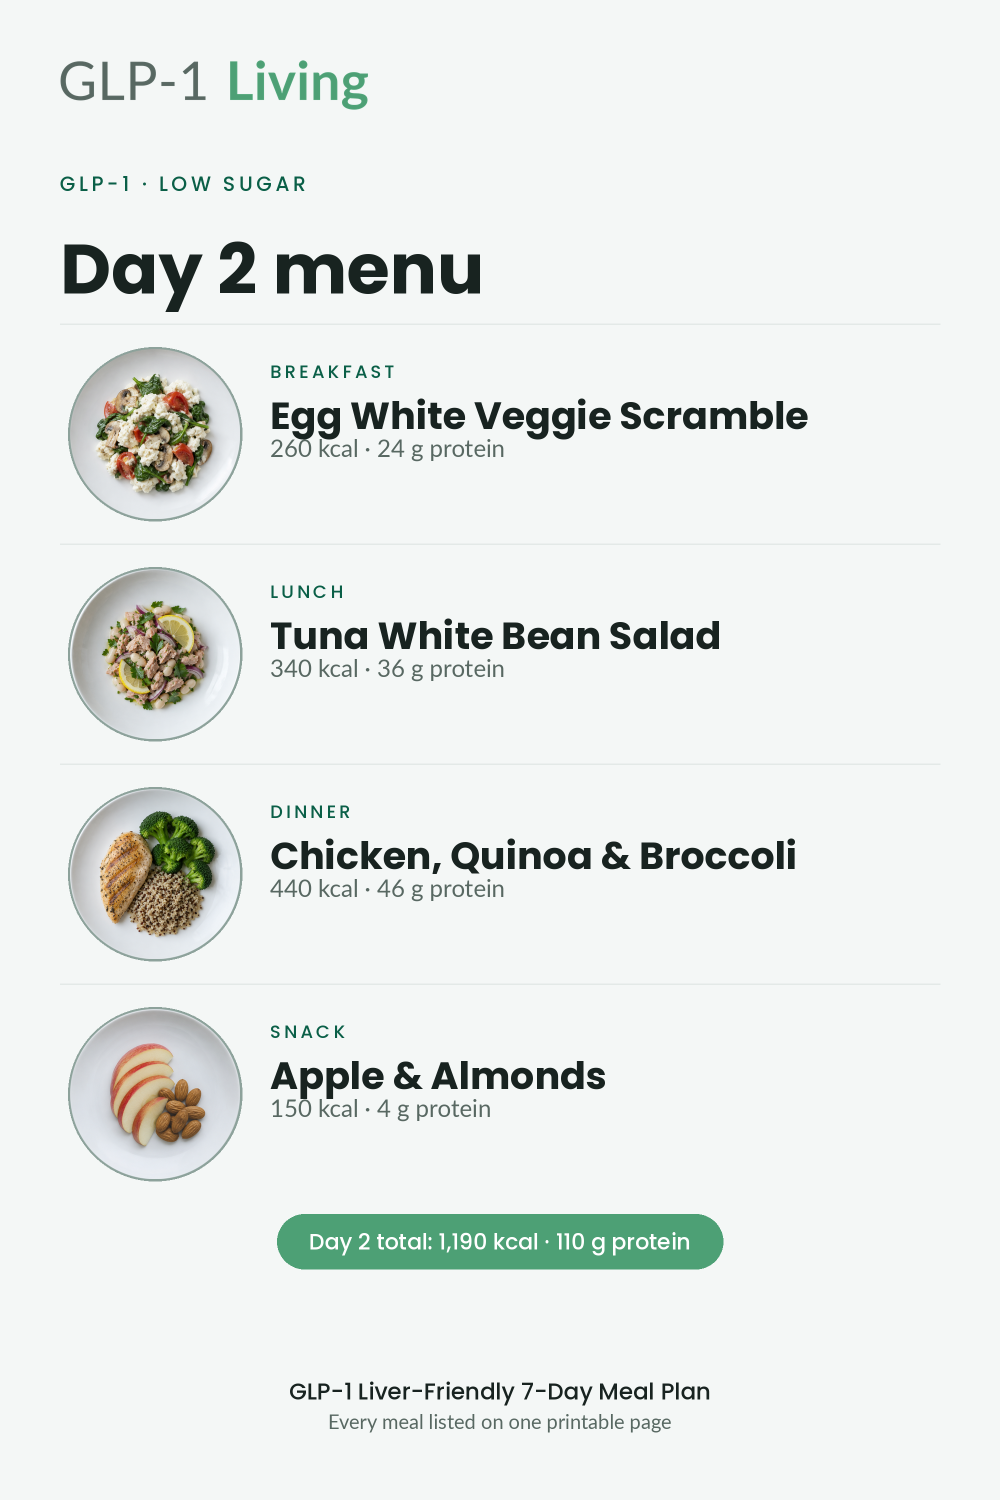 GLP-1 Living
GLP-1 · LOW SUGAR
Day 2 menu
BREAKFAST
Egg White Veggie Scramble
260 kcal · 24 g protein
LUNCH
Tuna White Bean Salad
340 kcal · 36 g protein
DINNER
Chicken, Quinoa & Broccoli
440 kcal · 46 g protein
SNACK
Apple & Almonds
150 kcal · 4 g protein
Day 2 total: 1,190 kcal · 110 g protein
GLP-1 Liver-Friendly 7-Day Meal Plan
Every meal listed on one printable page